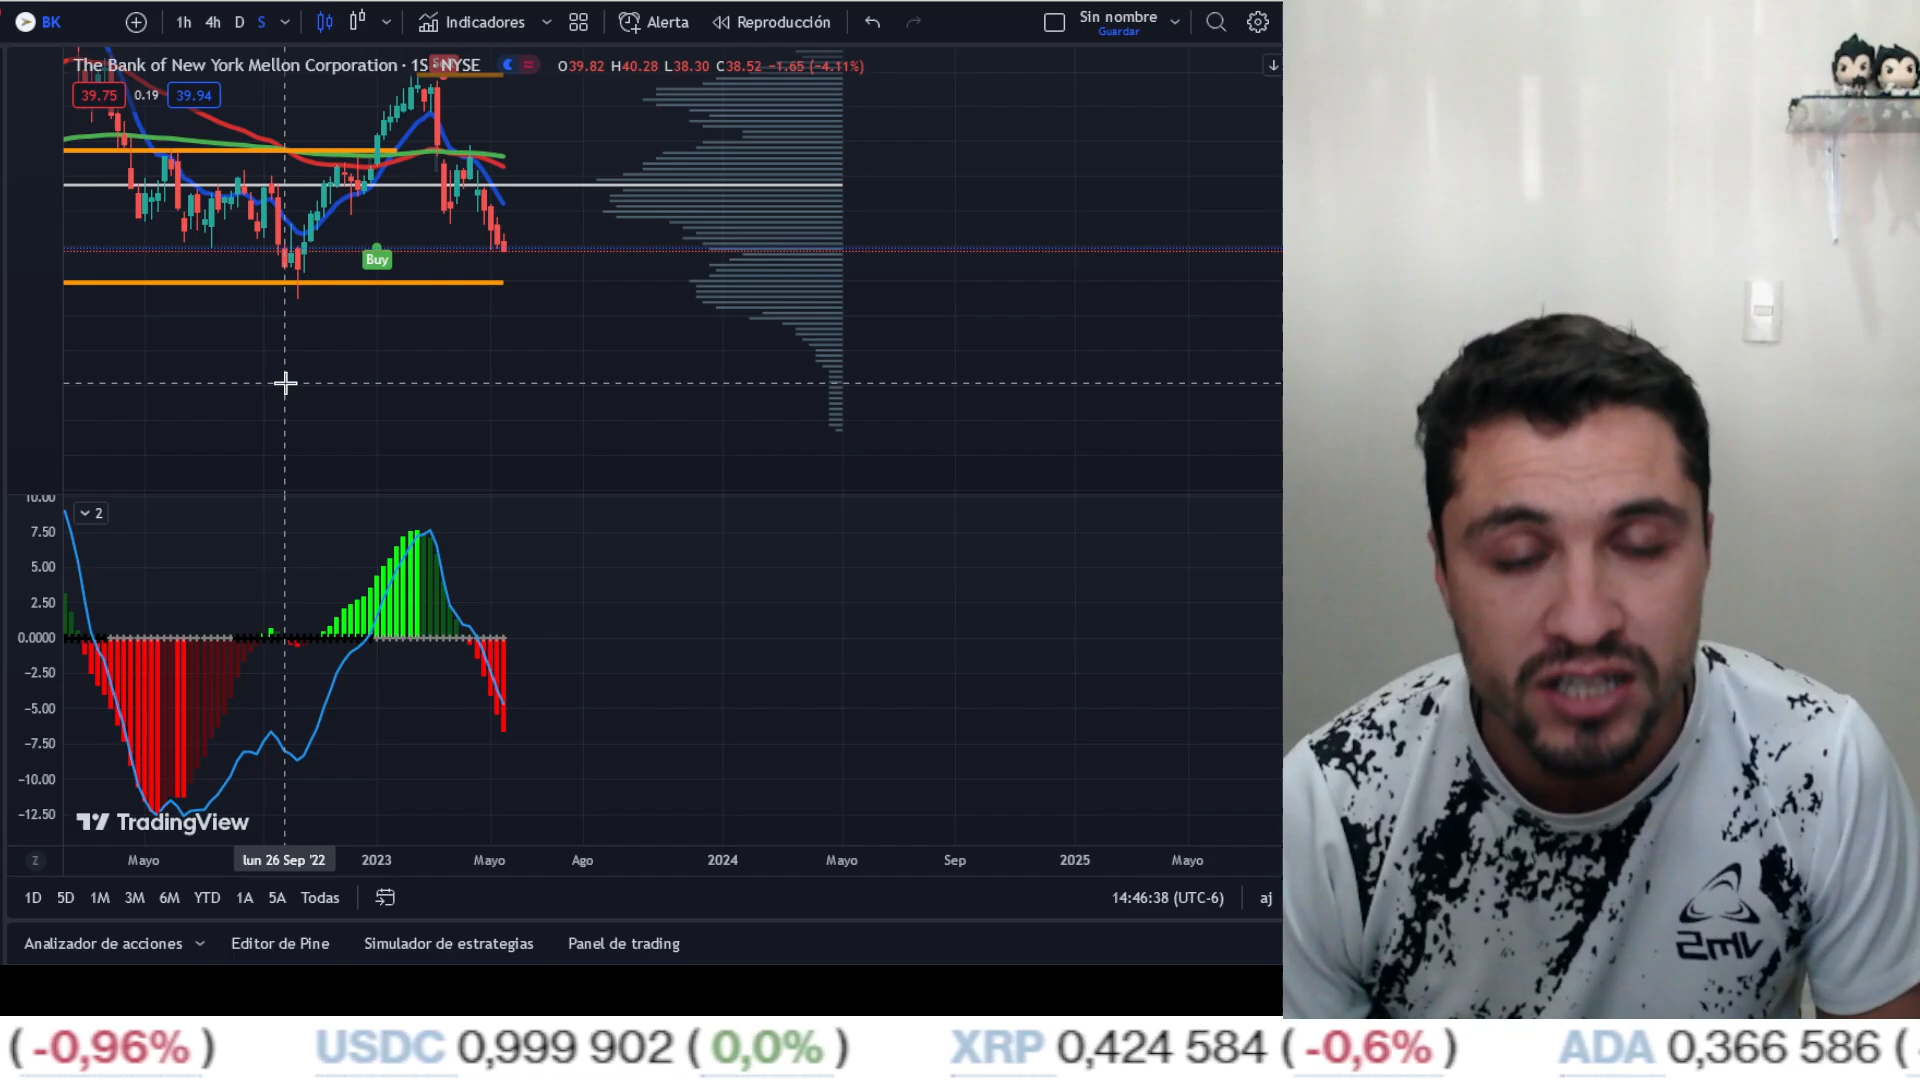 BK
1h 4h D S
Indicadores
Alerta
Reproducción
Sin nombre
Guardar
The Bank of New York Mellon Corporation · 1S · NYSE
O39.82 H40.28 L38.30 C38.52 −1.65 (−4.11%)
39.75 0.19 39.94
Buy
10.00
2
7.50
5.00
2.50
0.0000
−2.50
−5.00
−7.50
−10.00
−12.50
TradingView
Z
Mayo lun 26 Sep '22 2023 Mayo Ago 2024 Mayo Sep 2025 Mayo
1D 5D 1M 3M 6M YTD 1A 5A Todas
14:46:38 (UTC-6)
aj
Analizador de acciones Editor de Pine Simulador de estrategias Panel de trading
(-0,96%) USDC 0,999 902 (0,0%) XRP 0,424 584 (-0,6%) ADA 0,366 586 (